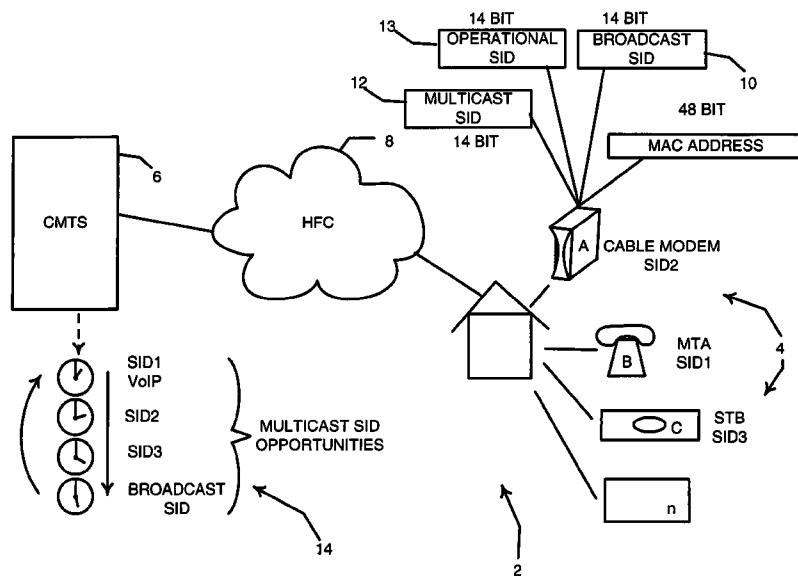 14 BIT
14 BIT
13
OPERATIONAL
SID
BROADCAST
SID
10
12
MULTICAST
SID
14 BIT
48 BIT
MAC ADDRESS
6
8
CMTS
HFC
A
CABLE MODEM
SID2
4
B
MTA
SID1
C
STB
SID3
n
2
SID1
VoIP
SID2
SID3
BROADCAST
SID
MULTICAST SID
OPPORTUNITIES
14